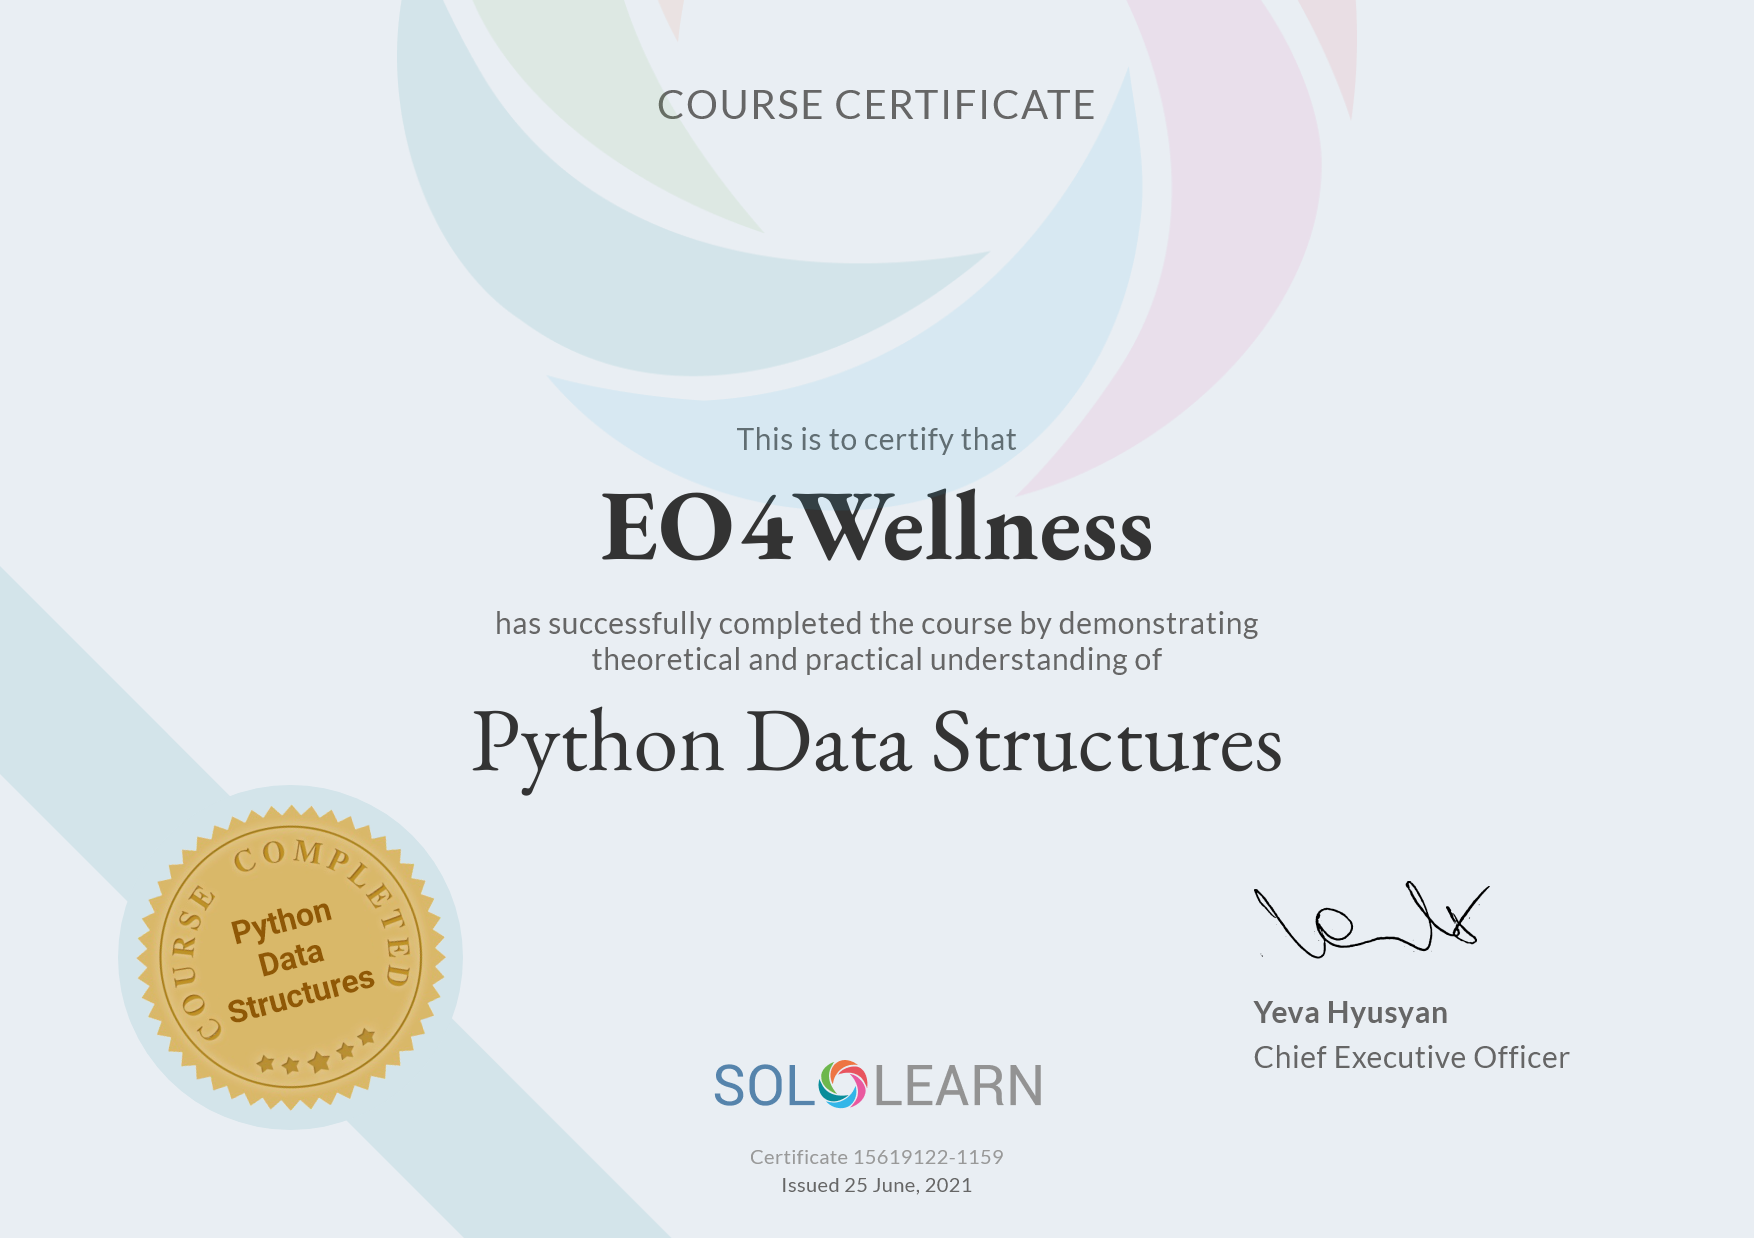 COURSE CERTIFICATE
This is to certify that
EO4Wellness
has successfully completed the course by demonstrating
theoretical and practical understanding of
Python Data Structures
COURSE COMPLETED
Python
Data
Structures
Yeva Hyusyan
Chief Executive Officer
SOLOLEARN
Certificate 15619122-1159
Issued 25 June, 2021